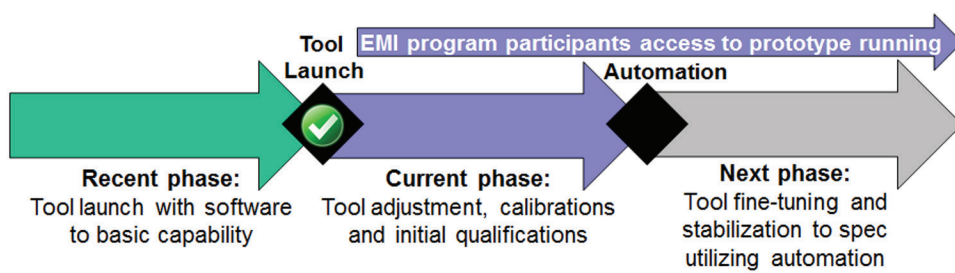 Tool
Launch
EMI program participants access to prototype running
Automation
Recent phase:
Tool launch with software
to basic capability
Current phase:
Tool adjustment, calibrations
and initial qualifications
Next phase:
Tool fine-tuning and
stabilization to spec
utilizing automation